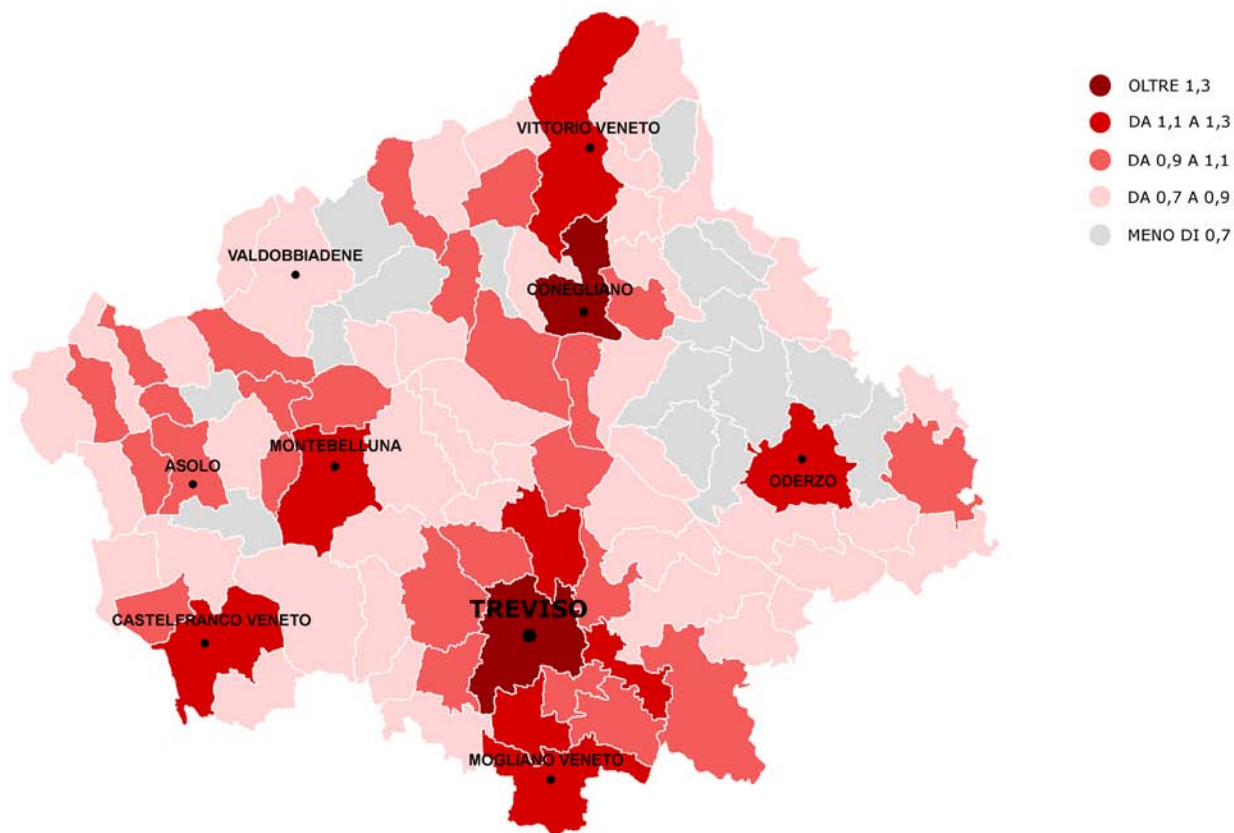 OLTRE 1,3
DA 1,1 A 1,3
VITTORIO VENETO
DA 0,9 A 1,1
DA 0,7 A 0,9
MENO DI 0,7
VALDOBBIADENE
CONEGLIANO
MONTEBELLUNA
ASOLO
ODERZO
TREVISO
CASTELFRANCO VENETO
MOGLIANO VENETO